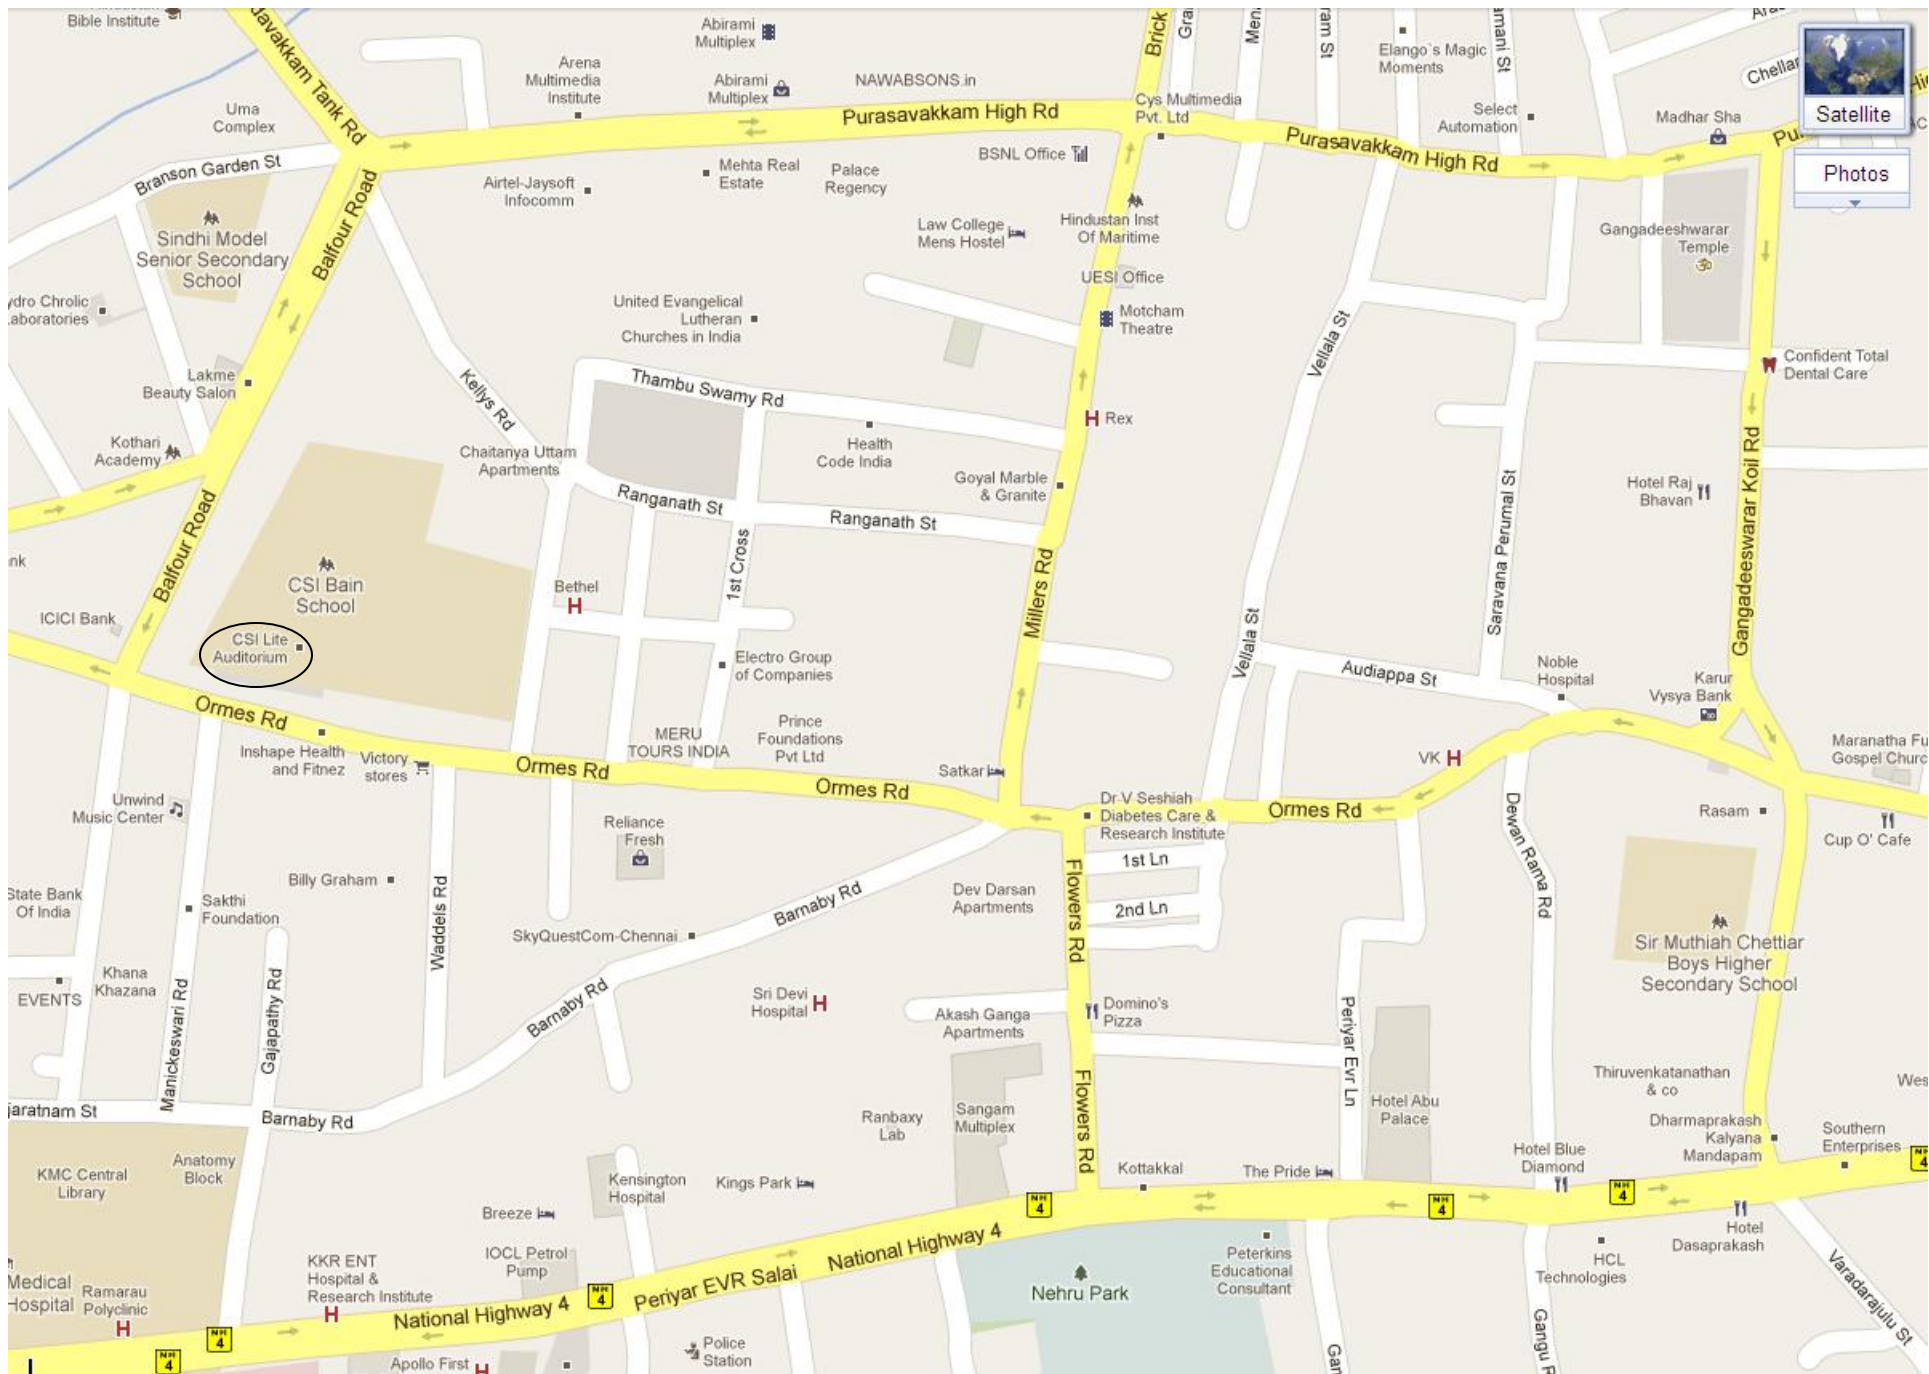 Bible Institute
Abirami
Multiplex
Brick
Elango`s Magic
Moments
Satellite
Photos
Arena
Multimedia
Institute
Abirami
Multiplex
NAWABSONS.in
Cys Multimedia
Pvt. Ltd
Select
Automation
Madhar Sha
Uma
Complex
Purasavakkam High Rd
Purasavakkam High Rd
Branson Garden St
BSNL Office
Mehta Real
Estate
Palace
Regency
Airtel-Jaysoft
Infocomm
Balfour Road
Sindhi Model
Senior Secondary
School
Law College
Mens Hostel
Hindustan Inst
Of Maritime
Gangadeeshwarar
Temple
UESI Office
United Evangelical
Lutheran
Churches in India
Motcham
Theatre
Vellala St
Lakme
Beauty Salon
Kellys Rd
Thambu Swamy Rd
Confident Total
Dental Care
Rex
Kothari
Academy
Chaitanya Uttam
Apartments
Health
Code India
Goyal Marble
& Granite
Ranganath St
Ranganath St
Hotel Raj
Bhavan
Gangadeeswarar Koil Rd
Saravana Perumal St
Balfour Road
CSI Bain
School
1st Cross
Millers Rd
Bethel
ICICI Bank
CSI Lite
Auditorium
Electro Group
of Companies
Vellala St
Audiappa St
Noble
Hospital
Karur
Vysya Bank
Ormes Rd
Inshape Health
and Fitnez
Victory
stores
Ormes Rd
MERU
TOURS INDIA
Prince
Foundations
Pvt Ltd
Satkar
Ormes Rd
VK
Ormes Rd
Dr V Seshiah
Diabetes Care &
Research Institute
Rasam
Cup O' Cafe
Unwind
Music Center
Reliance
Fresh
Dewan Rama Rd
1st Ln
2nd Ln
Flowers Rd
Billy Graham
Waddels Rd
Barnaby Rd
Dev Darsan
Apartments
State Bank
Of India
Sakthi
Foundation
SkyQuestCom-Chennai
Sir Muthiah Chettiar
Boys Higher
Secondary School
EVENTS
Khana
Khazana
Manickeswari Rd
Gajapathy Rd
Barnaby Rd
Sri Devi
Hospital
Akash Ganga
Apartments
Domino's
Pizza
Periyar Evr Ln
Thiruvenkatanathan
& co
Barnaby Rd
Ranbaxy
Lab
Sangam
Multiplex
Flowers Rd
Hotel Abu
Palace
Dharmaprakash
Kalyana
Mandapam
Southern
Enterprises
KMC Central
Library
Anatomy
Block
Kensington
Hospital
Kings Park
Kottakkal
The Pride
Hotel Blue
Diamond
NH 4
NH 4
NH 4
Breeze
KKR ENT
Hospital &
Research Institute
IOCL Petrol
Pump
National Highway 4
Peterkins
Educational
Consultant
HCL
Technologies
Hotel
Dasaprakash
Varadarajulu St
Medical
Hospital
Ramarau
Polyclinic
National Highway 4
NH 4
Periyar EVR Salai
Nehru Park
NH 4
NH 4
Apollo First
Police
Station